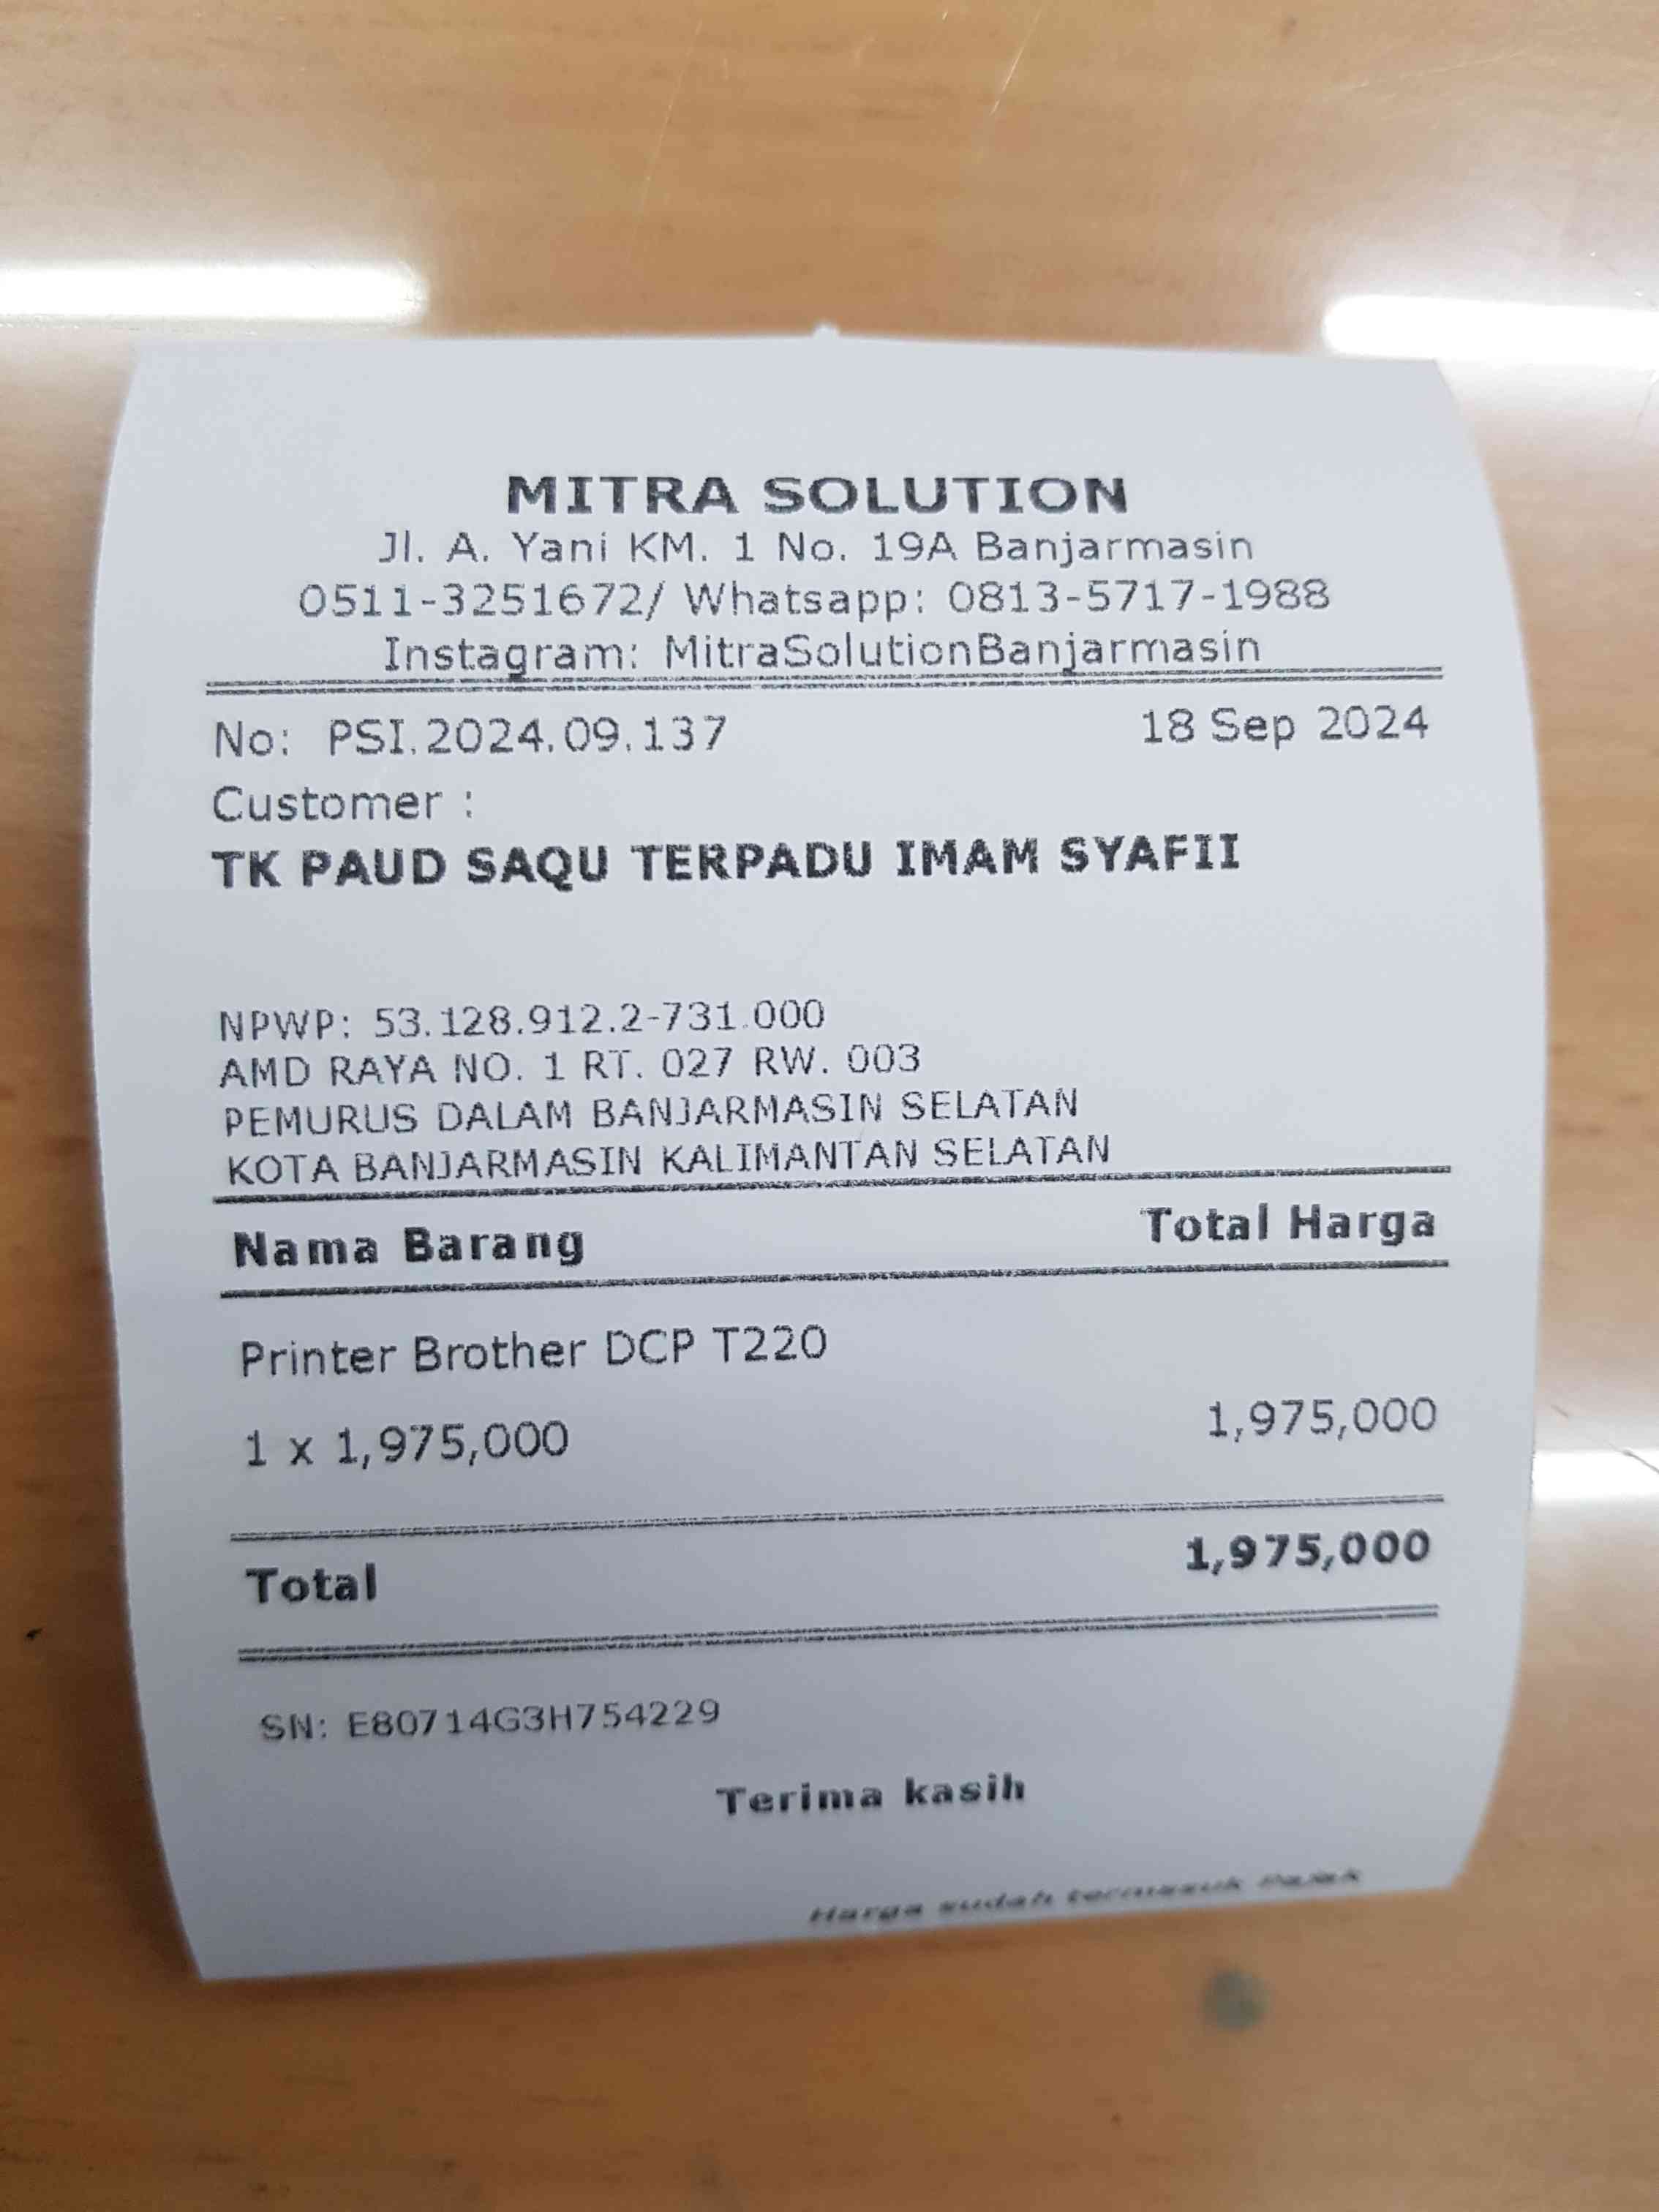 MITRA SOLUTION
Jl. A. Yani KM. 1 No. 19A Banjarmasin
0511-3251672/ Whatsapp: 0813-5717-1988
Instagram: MitraSolutionBanjarmasin
No: PSI.2024.09.137 18 Sep 2024
Customer :
TK PAUD SAQU TERPADU IMAM SYAFII
NPWP: 53.128.912.2-731.000
AMD RAYA NO. 1 RT. 027 RW. 003
PEMURUS DALAM BANJARMASIN SELATAN
KOTA BANJARMASIN KALIMANTAN SELATAN
Nama Barang Total Harga
Printer Brother DCP T220
1 x 1,975,000 1,975,000
Total 1,975,000
SN: E80714G3H754229
Terima kasih
Harga sudah termasuk Pajak